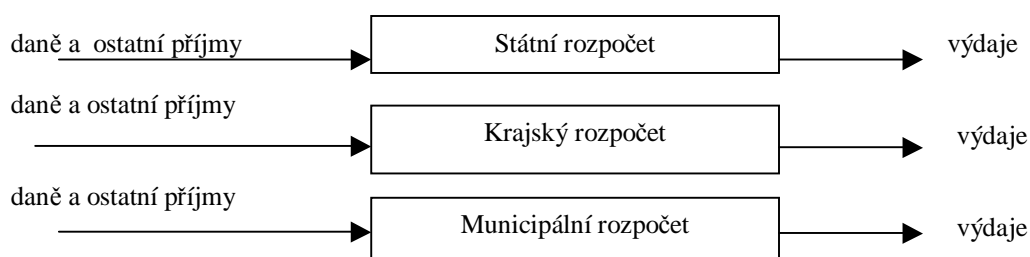 daně a ostatní příjmy Státní rozpočet výdaje
daně a ostatní příjmy
Krajský rozpočet výdaje
daně a ostatní příjmy
Municipální rozpočet výdaje